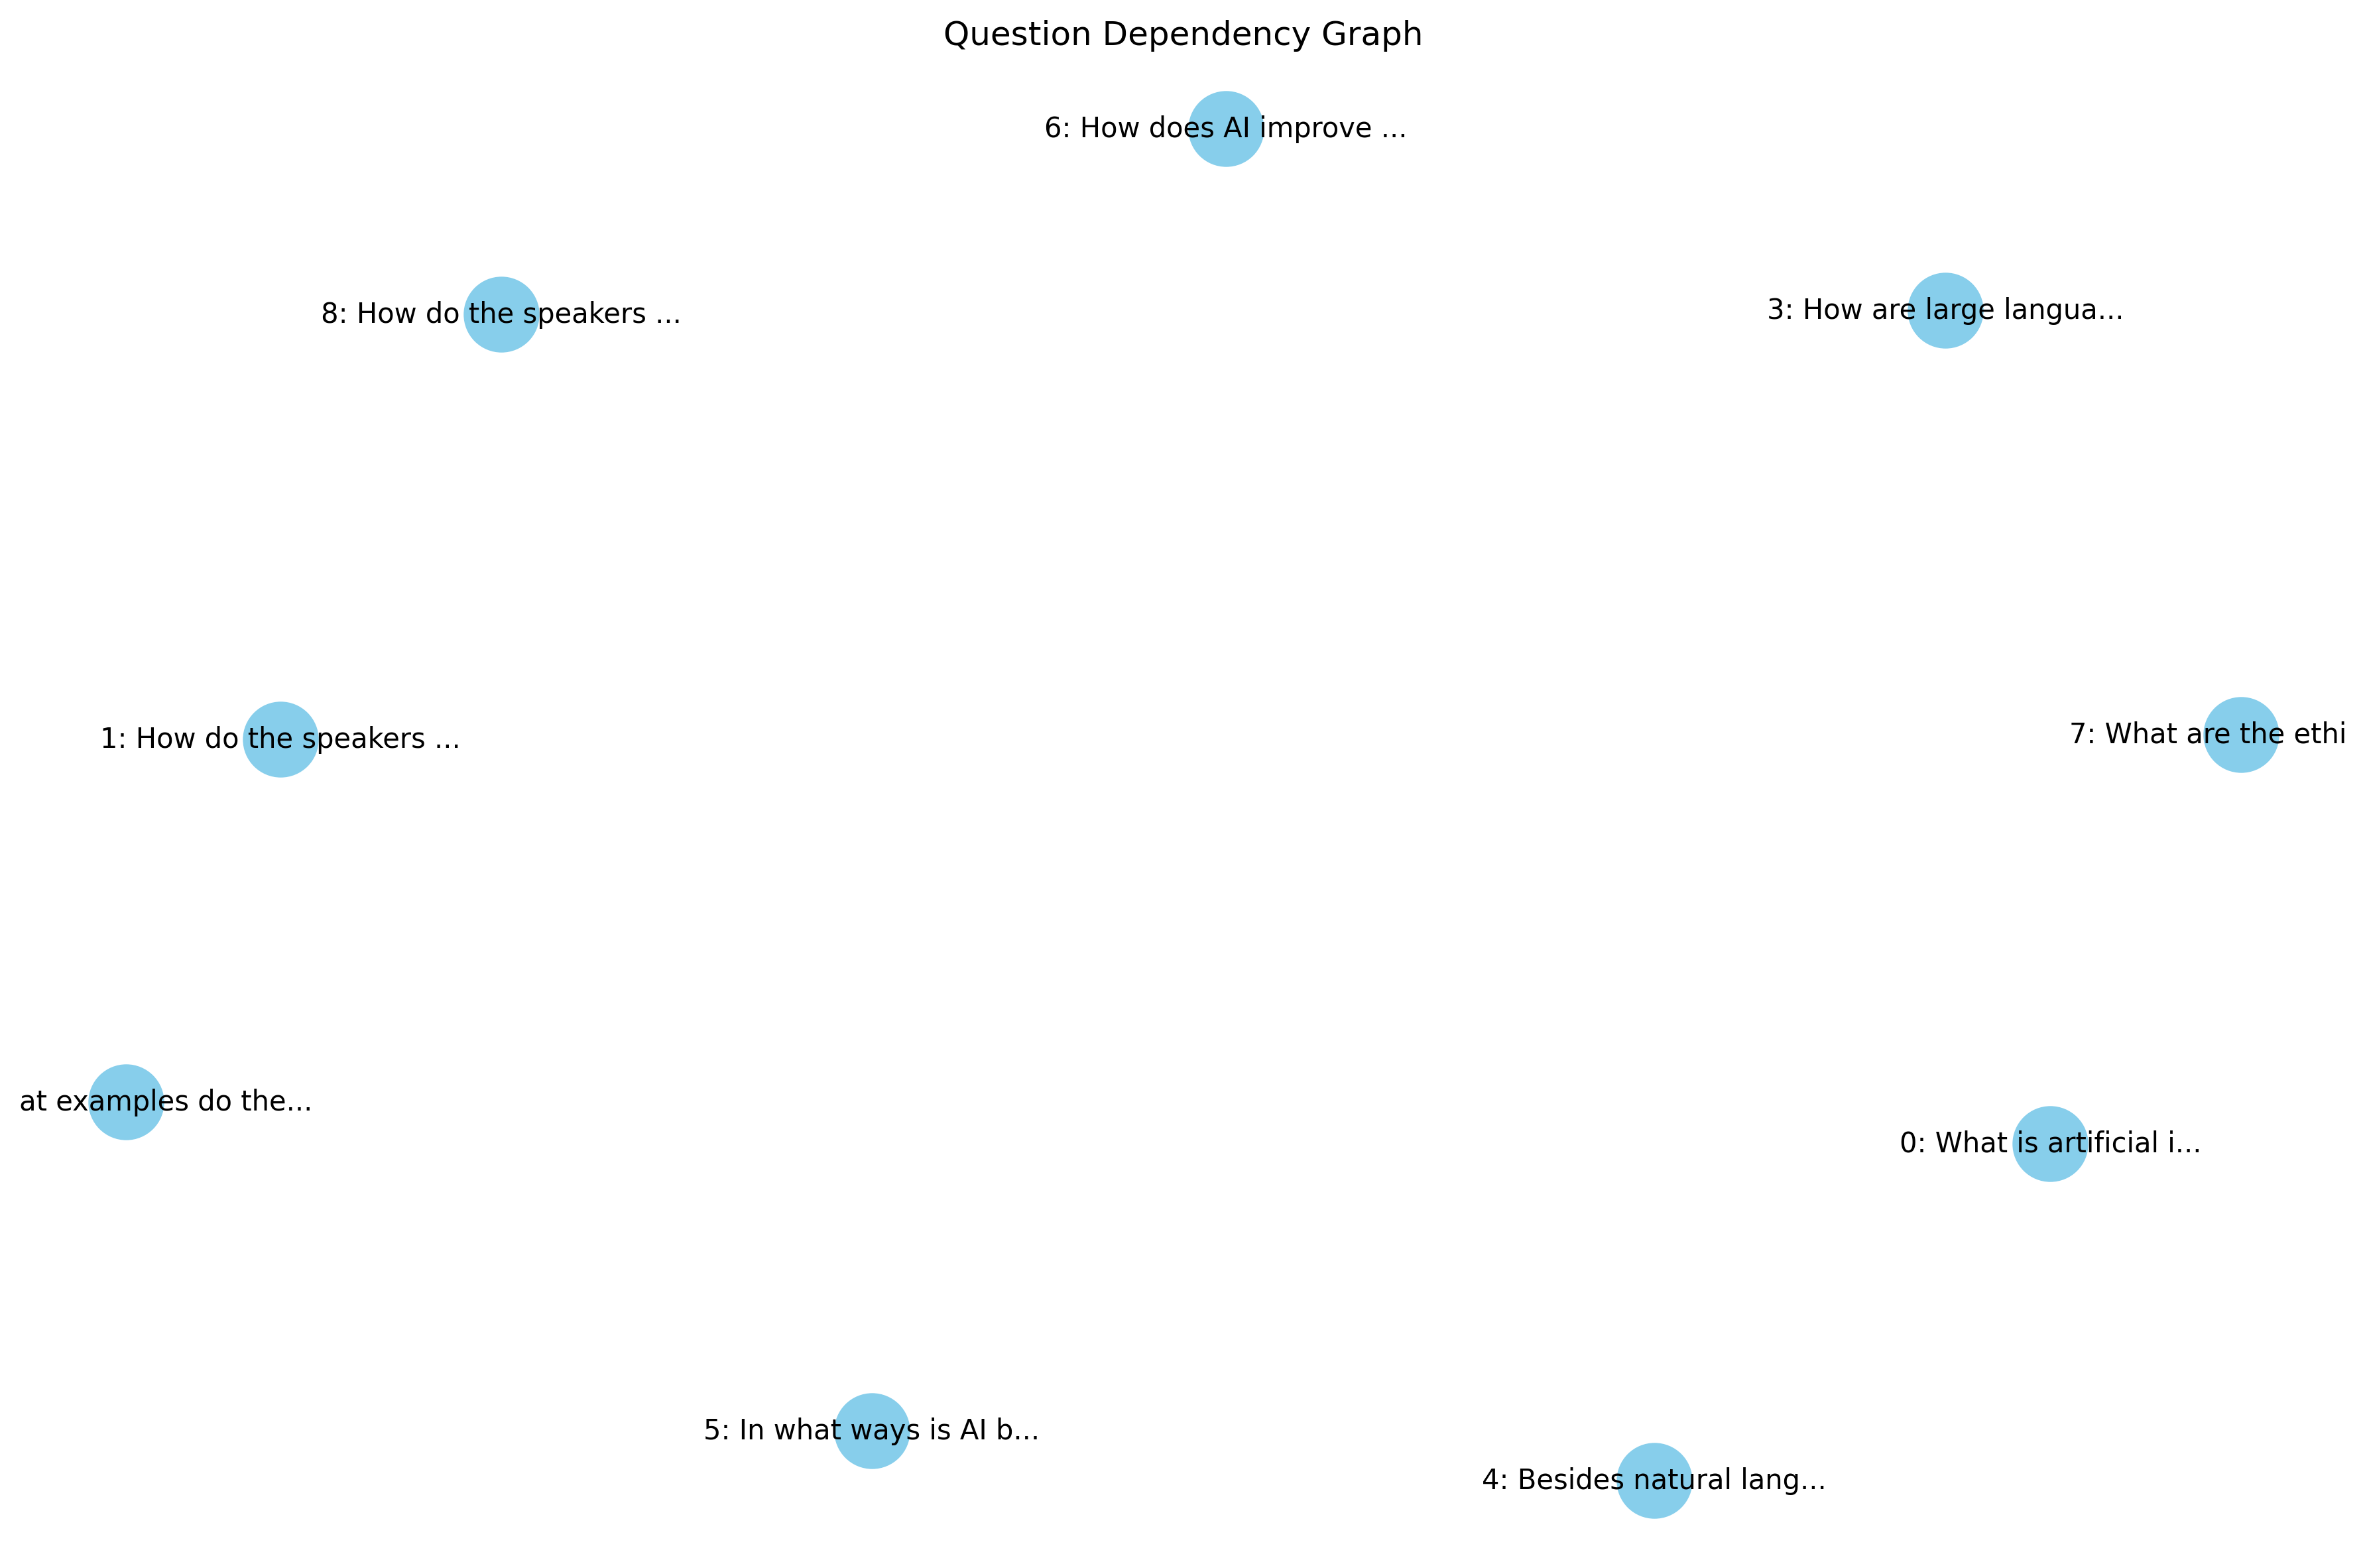 Question Dependency Graph
6: How does AI improve ...
8: How do the speakers ...
3: How are large langua...
1: How do the speakers ...
7: What are the ethi
at examples do the...
0: What is artificial i...
5: In what ways is AI b...
4: Besides natural lang...